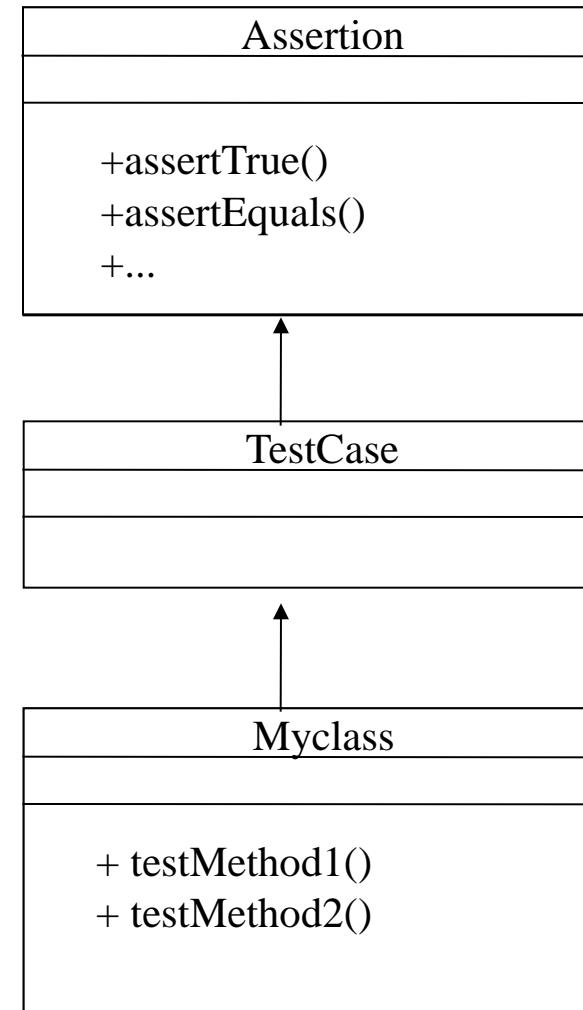 Assertion
+assertTrue()
+assertEquals()
+...
TestCase
Myclass
+ testMethod1()
+ testMethod2()